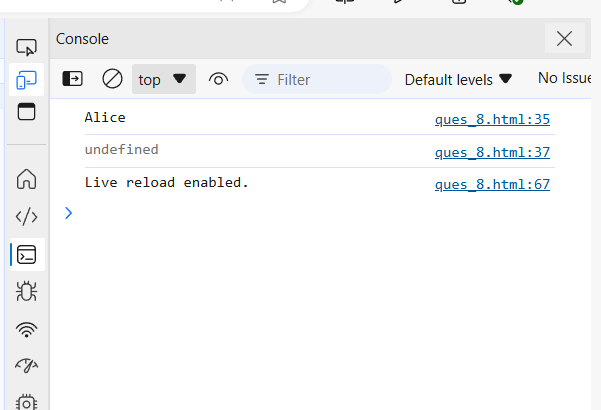 Console
top Filter Default levels No Issue
Alice ques_8.html:35
undefined ques_8.html:37
Live reload enabled. ques_8.html:67